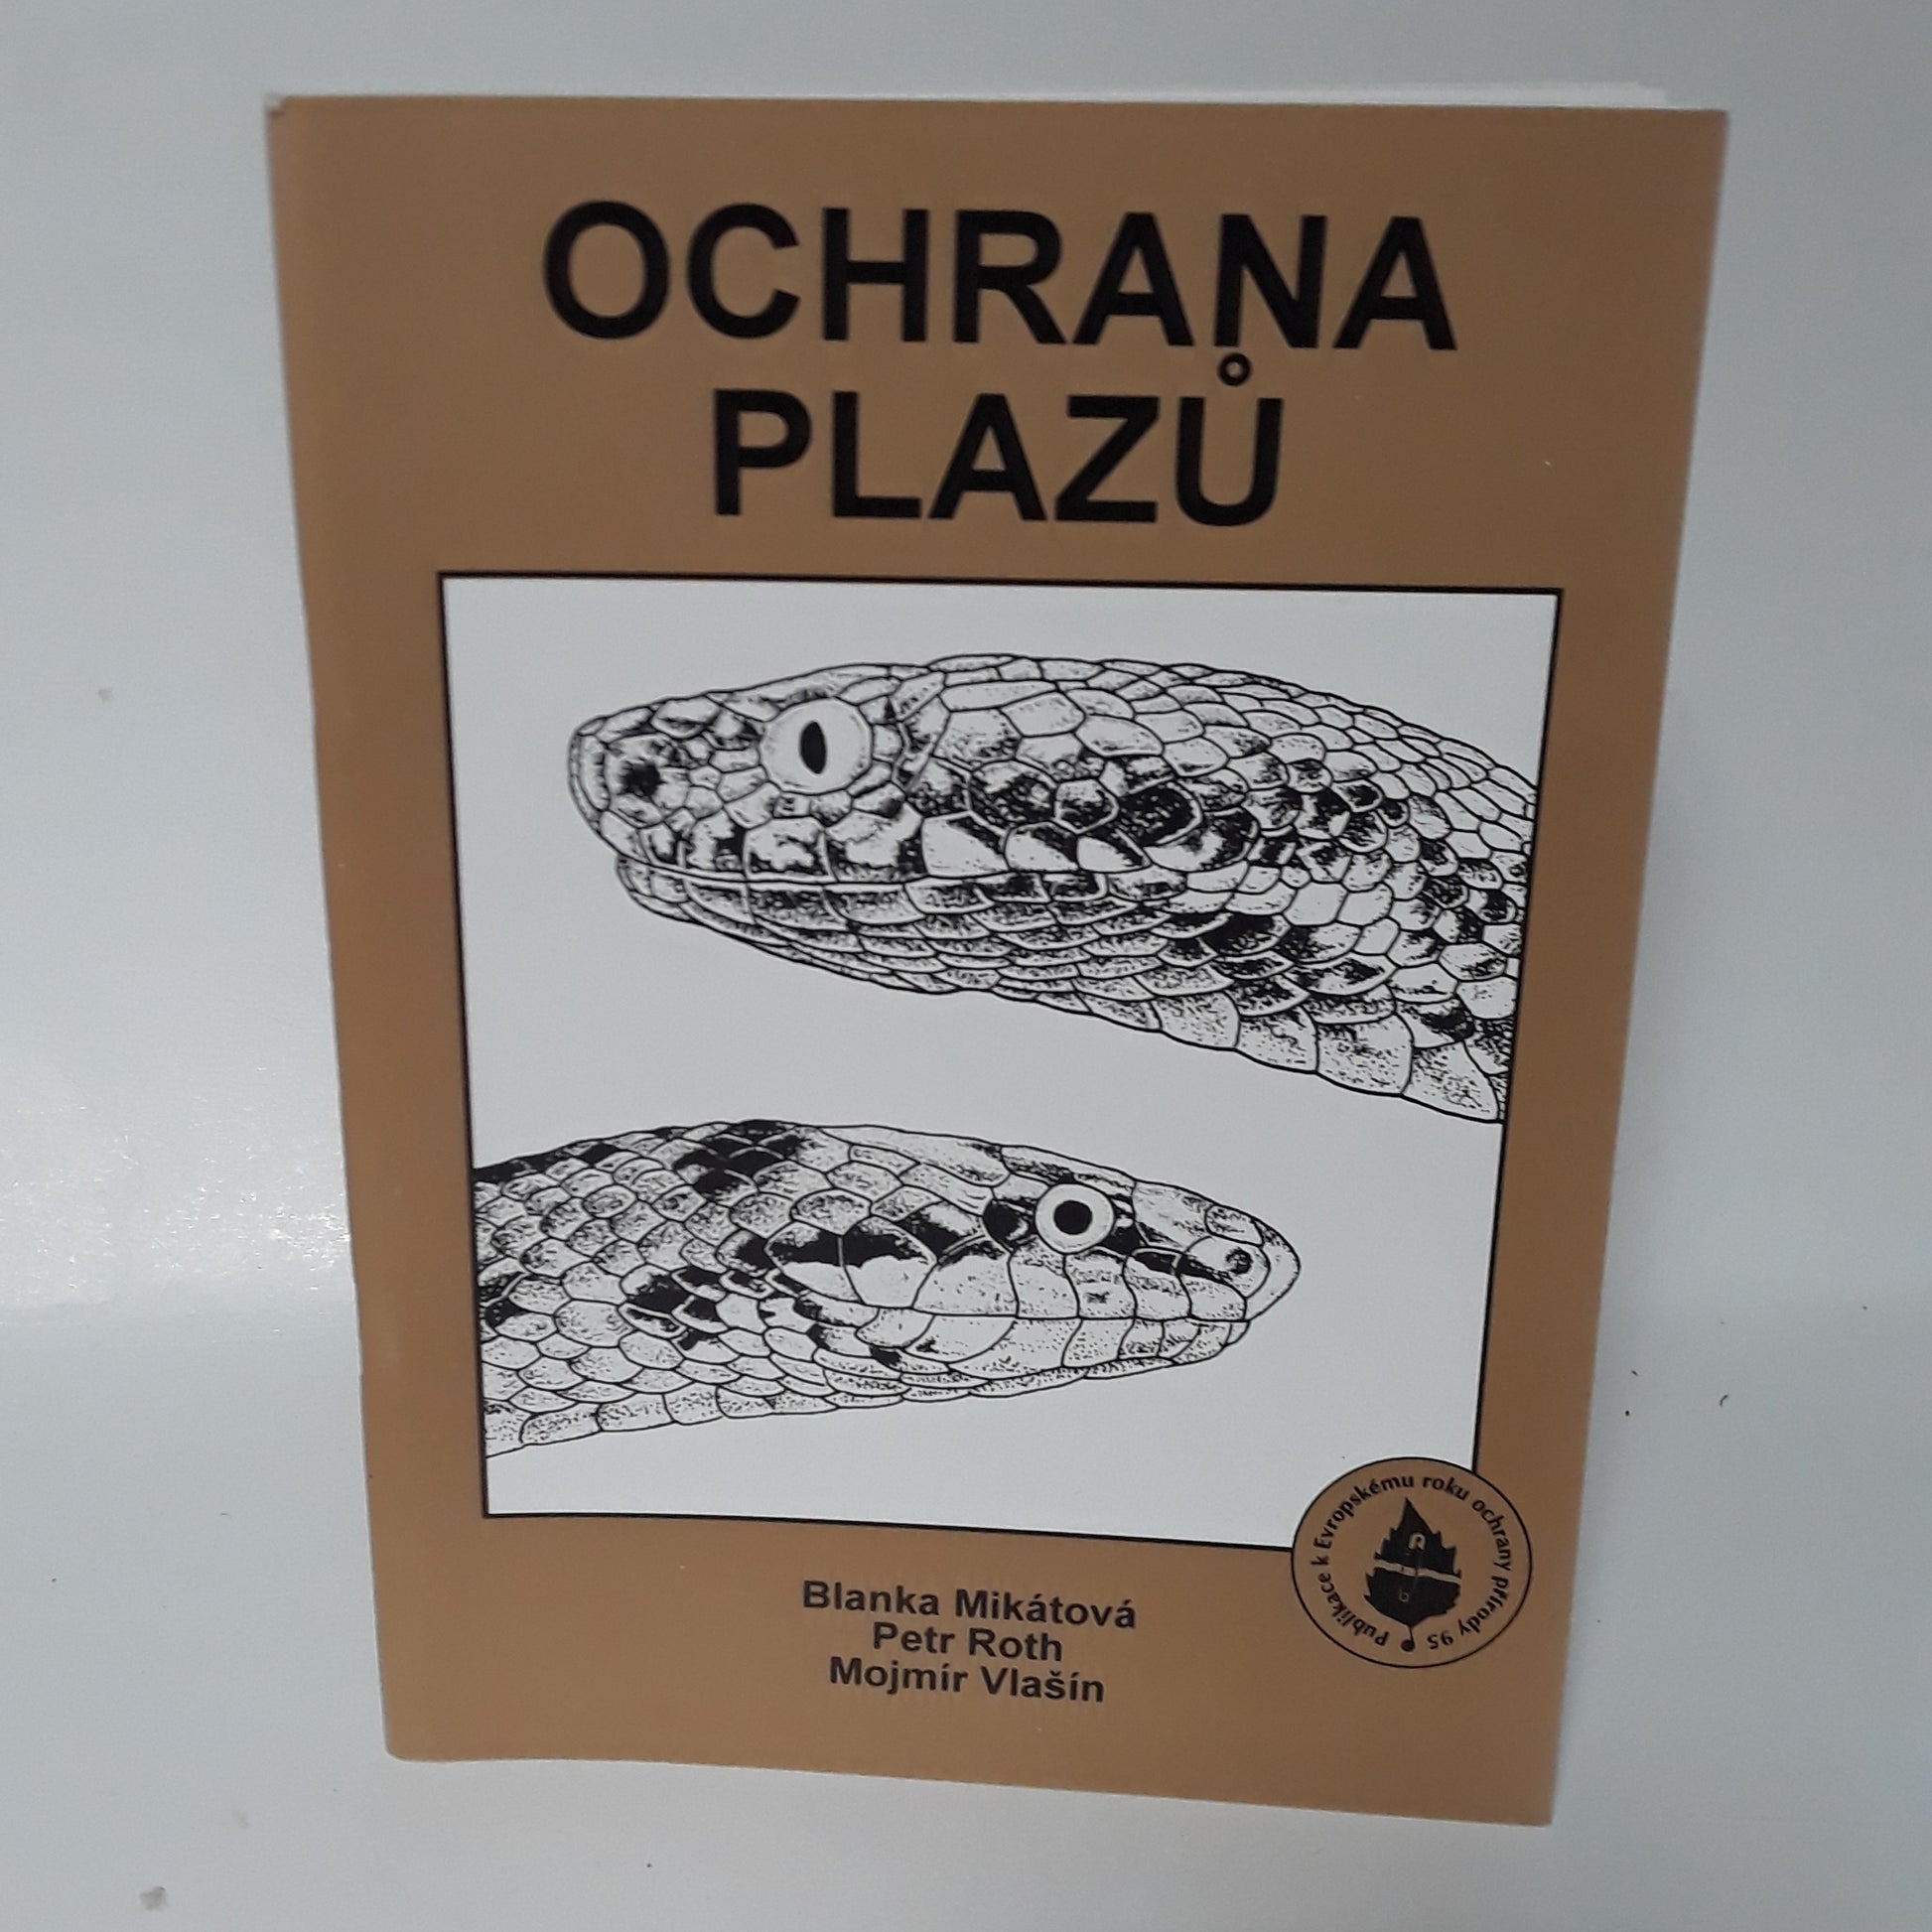 OCHRANA
PLAZŮ
Publikace k Evropskému roku ochrany přírody 95
Blanka Mikátová
Petr Roth
Mojmír Vlašín